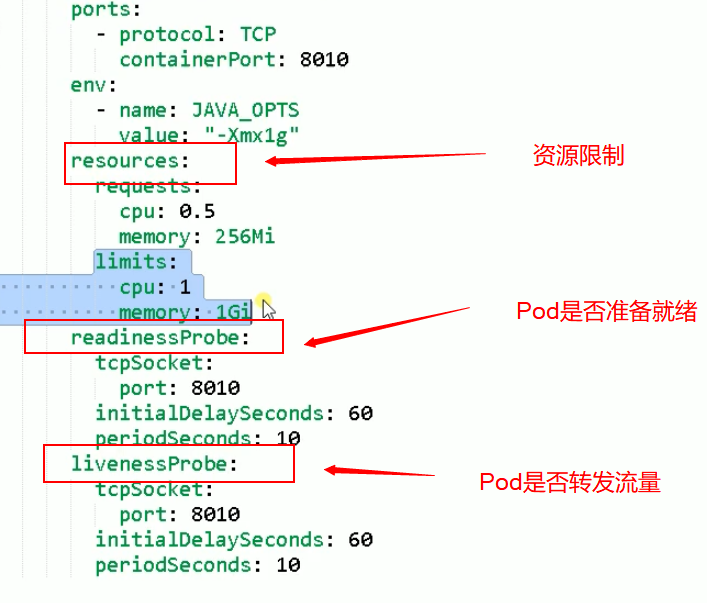 ports:
- protocol: TCP
containerPort: 8010
env:
- name: JAVA_OPTS
value: "-Xmx1g"
resources:
资源限制
requests:
cpu: 0.5
memory: 256Mi
limits:
cpu: 1
memory: 1Gi
Pod是否准备就绪
readinessProbe:
tcpSocket:
port: 8010
initialDelaySeconds: 60
periodSeconds: 10
livenessProbe:
Pod是否转发流量
tcpSocket:
port: 8010
initialDelaySeconds: 60
periodSeconds: 10